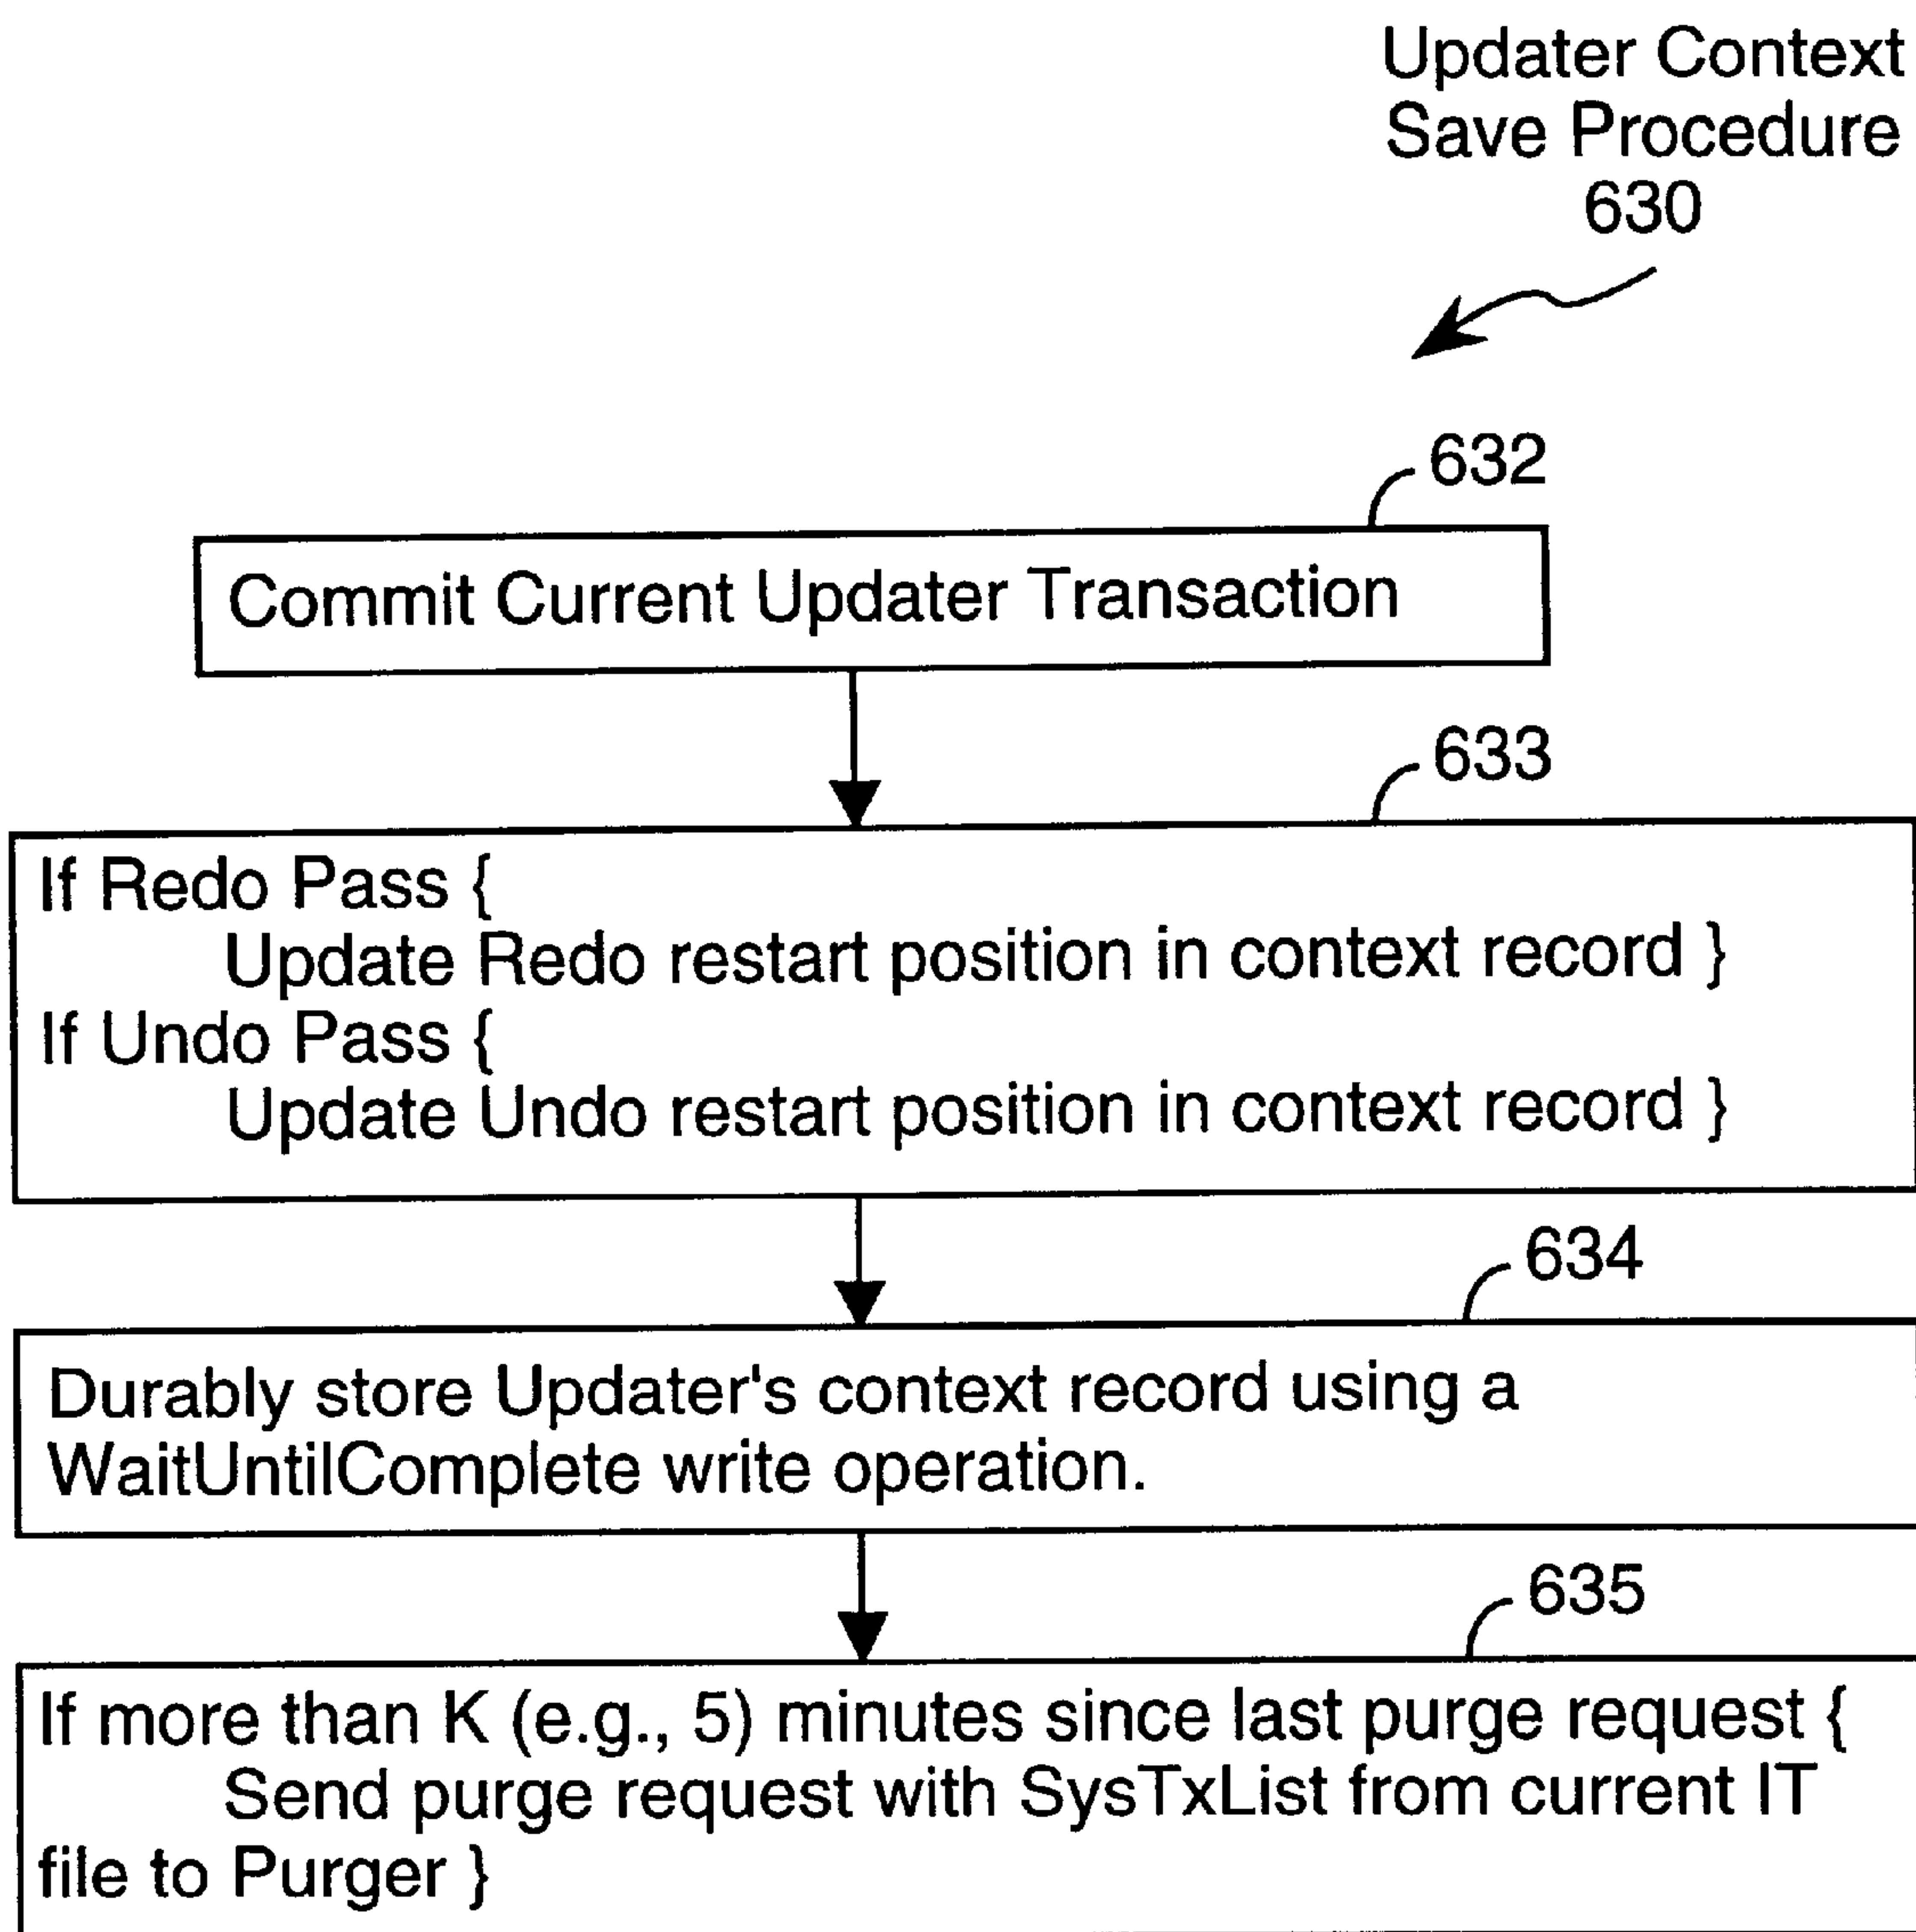 Updater Context
Save Procedure
630
632
Commit Current Updater Transaction
633
If Redo Pass {
Update Redo restart position in context record }
If Undo Pass {
Update Undo restart position in context record }
634
Durably store Updater's context record using a
WaitUntilComplete write operation.
635
If more than K (e.g., 5) minutes since last purge request {
Send purge request with SysTxList from current IT
file to Purger }